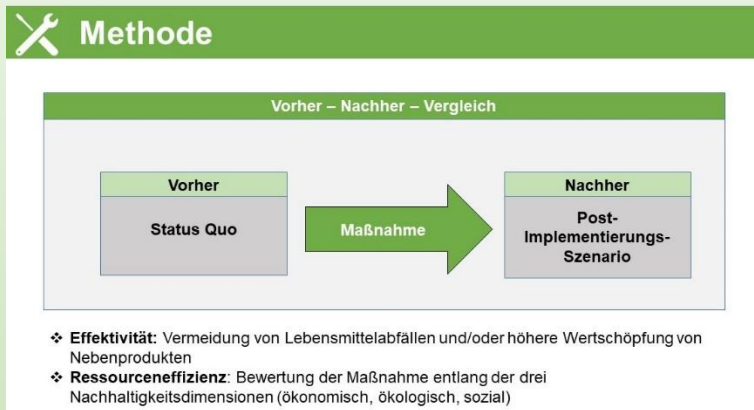 Methode
Vorher – Nachher – Vergleich
Vorher
Status Quo
Maßnahme
Nachher
Post-
Implementierungs-
Szenario
❖ Effektivität: Vermeidung von Lebensmittelabfällen und/oder höhere Wertschöpfung von
Nebenprodukten
❖ Ressourceneffizienz: Bewertung der Maßnahme entlang der drei
Nachhaltigkeitsdimensionen (ökonomisch, ökologisch, sozial)